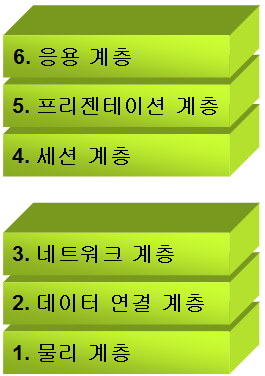 6. 응용 계층
5. 프리젠테이션 계층
4. 세션 계층
3. 네트워크 계층
2. 데이터 연결 계층
1. 물리 계층